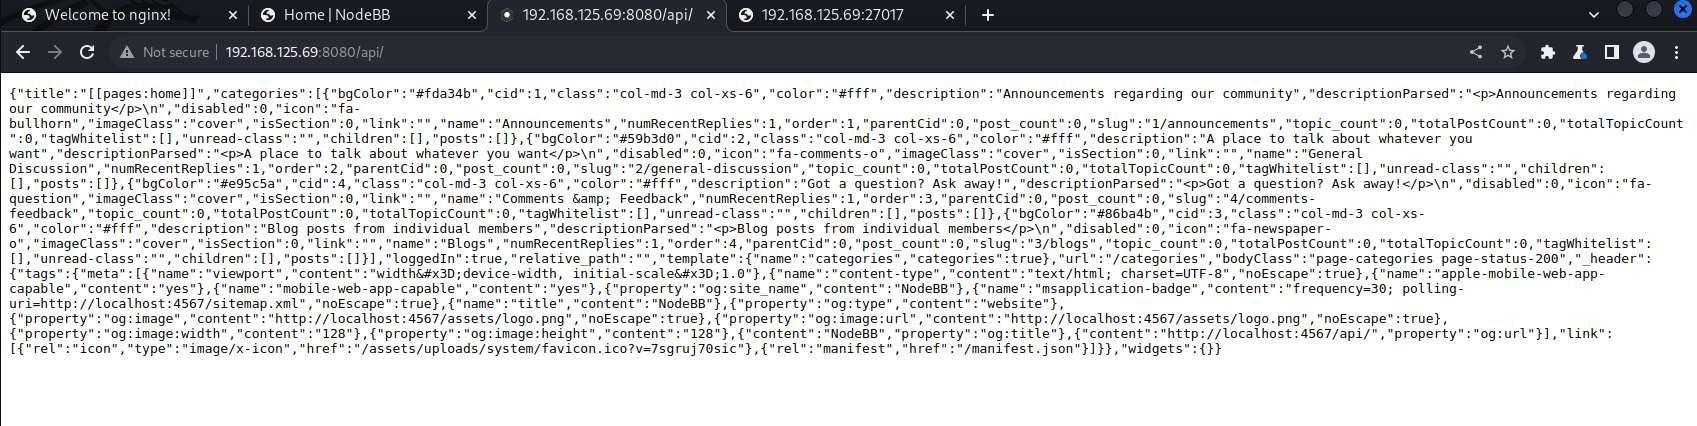 Welcome to nginx!
Home | NodeBB
192.168.125.69:8080/api/
192.168.125.69:27017
Not secure
192.168.125.69:8080/api/
{"title":"[[pages:home]]","categories":[{"bgColor":"#fda34b","cid":1,"class":"col-md-3 col-xs-6","color":"#fff","description":"Announcements regarding our community","descriptionParsed":"<p>Announcements regarding
our community</p>\n","disabled":0,"icon":"fa-
bullhorn","imageClass":"cover","isSection":0,"link":"","name":"Announcements","numRecentReplies":1,"order":1,"parentCid":0,"post_count":0,"slug":"1/announcements","topic_count":0,"totalPostCount":0,"totalTopicCount
":0,"tagWhitelist":[],"unread-class":"","children":[],"posts":[]},{"bgColor":"#59b3d0","cid":2,"class":"col-md-3 col-xs-6","color":"#fff","description":"A place to talk about whatever you
want","descriptionParsed":"<p>A place to talk about whatever you want</p>\n","disabled":0,"icon":"fa-comments-o","imageClass":"cover","isSection":0,"link":"","name":"General
Discussion","numRecentReplies":1,"order":2,"parentCid":0,"post_count":0,"slug":"2/general-discussion","topic_count":0,"totalPostCount":0,"totalTopicCount":0,"tagWhitelist":[],"unread-class":"","children":
[],"posts":[]},{"bgColor":"#e95c5a","cid":4,"class":"col-md-3 col-xs-6","color":"#fff","description":"Got a question? Ask away!","descriptionParsed":"<p>Got a question? Ask away!</p>\n","disabled":0,"icon":"fa-
question","imageClass":"cover","isSection":0,"link":"","name":"Comments &amp; Feedback","numRecentReplies":1,"order":3,"parentCid":0,"post_count":0,"slug":"4/comments-
feedback","topic_count":0,"totalPostCount":0,"totalTopicCount":0,"tagWhitelist":[],"unread-class":"","children":[],"posts":[]},{"bgColor":"#86ba4b","cid":3,"class":"col-md-3 col-xs-
6","color":"#fff","description":"Blog posts from individual members","descriptionParsed":"<p>Blog posts from individual members</p>\n","disabled":0,"icon":"fa-newspaper-
o","imageClass":"cover","isSection":0,"link":"","name":"Blogs","numRecentReplies":1,"order":4,"parentCid":0,"post_count":0,"slug":"3/blogs","topic_count":0,"totalPostCount":0,"totalTopicCount":0,"tagWhitelist":
[],"unread-class":"","children":[],"posts":[]}],"loggedIn":true,"relative_path":"","template":{"name":"categories","categories":true},"url":"/categories","bodyClass":"page-categories page-status-200","_header":
{"tags":{"meta":[{"name":"viewport","content":"width&#x3D;device-width, initial-scale&#x3D;1.0"},{"name":"content-type","content":"text/html; charset=UTF-8","noEscape":true},{"name":"apple-mobile-web-app-
capable","content":"yes"},{"name":"mobile-web-app-capable","content":"yes"},{"property":"og:site_name","content":"NodeBB"},{"name":"msapplication-badge","content":"frequency=30; polling-
uri=http://localhost:4567/sitemap.xml","noEscape":true},{"name":"title","content":"NodeBB"},{"property":"og:type","content":"website"},
{"property":"og:image","content":"http://localhost:4567/assets/logo.png","noEscape":true},{"property":"og:image:url","content":"http://localhost:4567/assets/logo.png","noEscape":true},
{"property":"og:image:width","content":"128"},{"property":"og:image:height","content":"128"},{"content":"NodeBB","property":"og:title"},{"content":"http://localhost:4567/api/","property":"og:url"}],"link":
[{"rel":"icon","type":"image/x-icon","href":"/assets/uploads/system/favicon.ico?v=7sgruj70sic"},{"rel":"manifest","href":"/manifest.json"}]}},"widgets":{}}